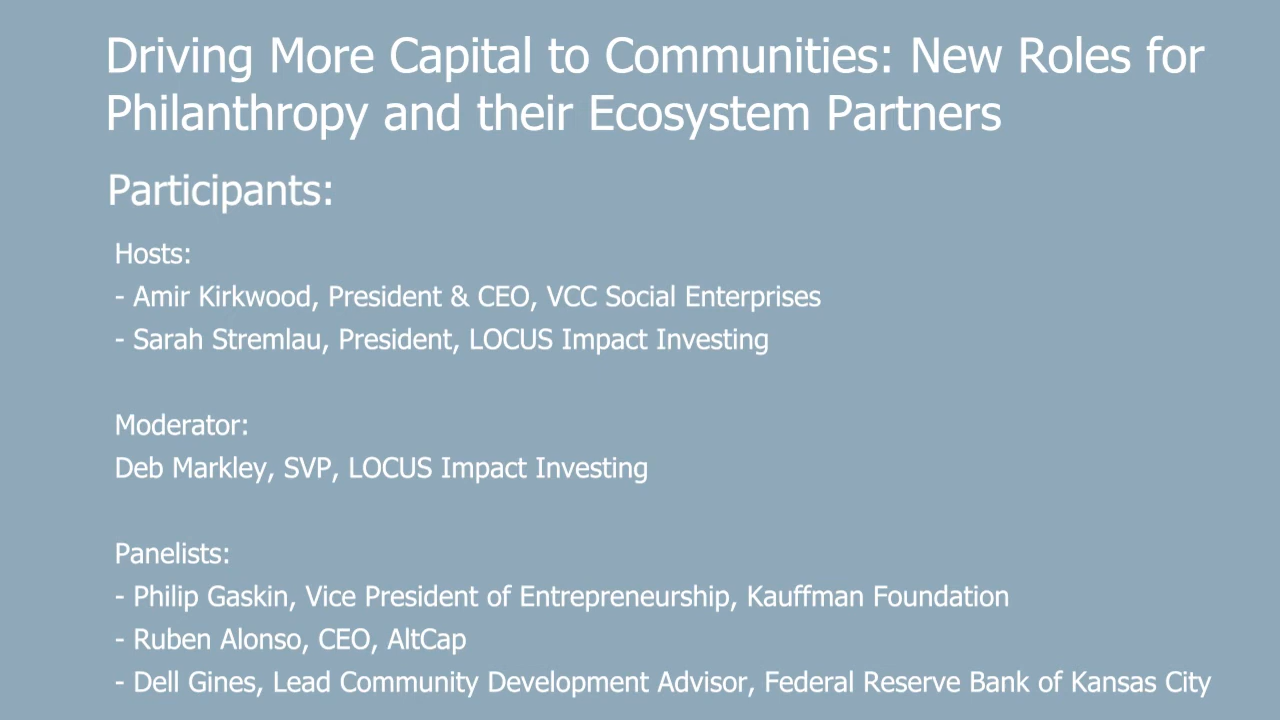 Driving More Capital to Communities: New Roles for
Philanthropy and their Ecosystem Partners
Participants:
Hosts:
- Amir Kirkwood, President & CEO, VCC Social Enterprises
- Sarah Stremlau, President, LOCUS Impact Investing
Moderator:
Deb Markley, SVP, LOCUS Impact Investing
Panelists:
- Philip Gaskin, Vice President of Entrepreneurship, Kauffman Foundation
- Ruben Alonso, CEO, AltCap
- Dell Gines, Lead Community Development Advisor, Federal Reserve Bank of Kansas City